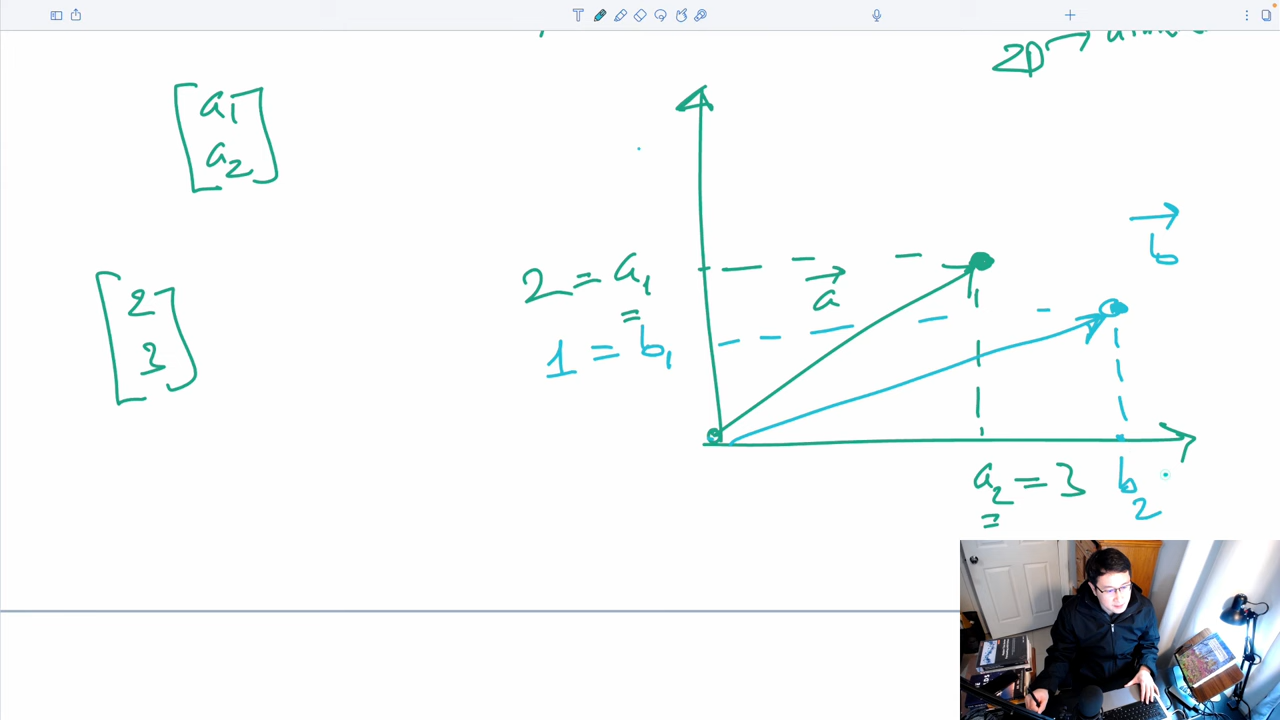 2D
[a1
a2]
b
2 = a1
a
[2
3]
1 = b1
a2 = 3
b2